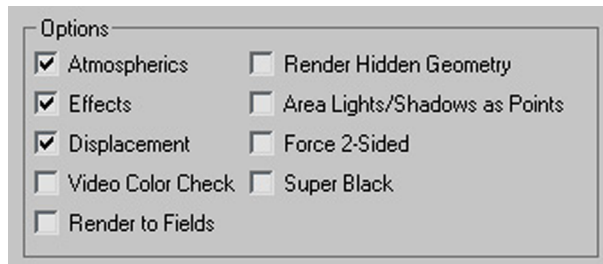 Options
Atmospherics
Render Hidden Geometry
Effects
Area Lights/Shadows as Points
Displacement
Force 2-Sided
Video Color Check
Super Black
Render to Fields